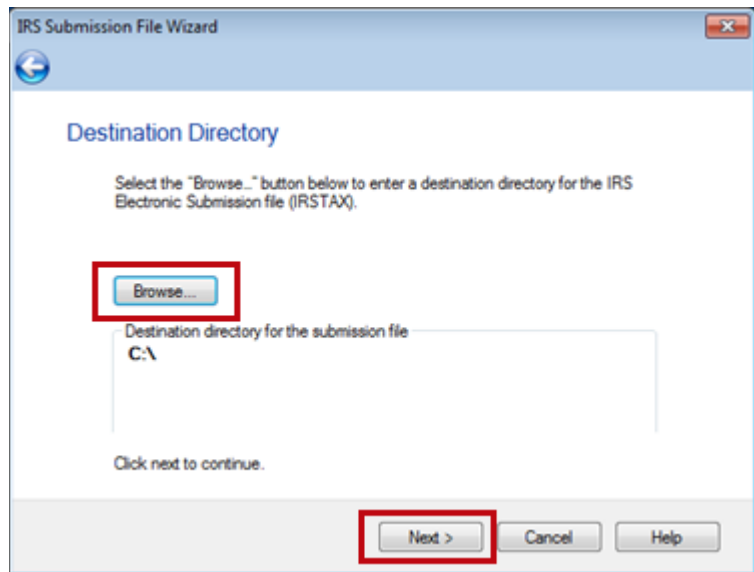 IRS Submission File Wizard
Destination Directory
Select the "Browse..." button below to enter a destination directory for the IRS
Electronic Submission file (IRSTAX).
Browse...
Destination directory for the submission file
C:\
Click next to continue.
Next >
Cancel
Help